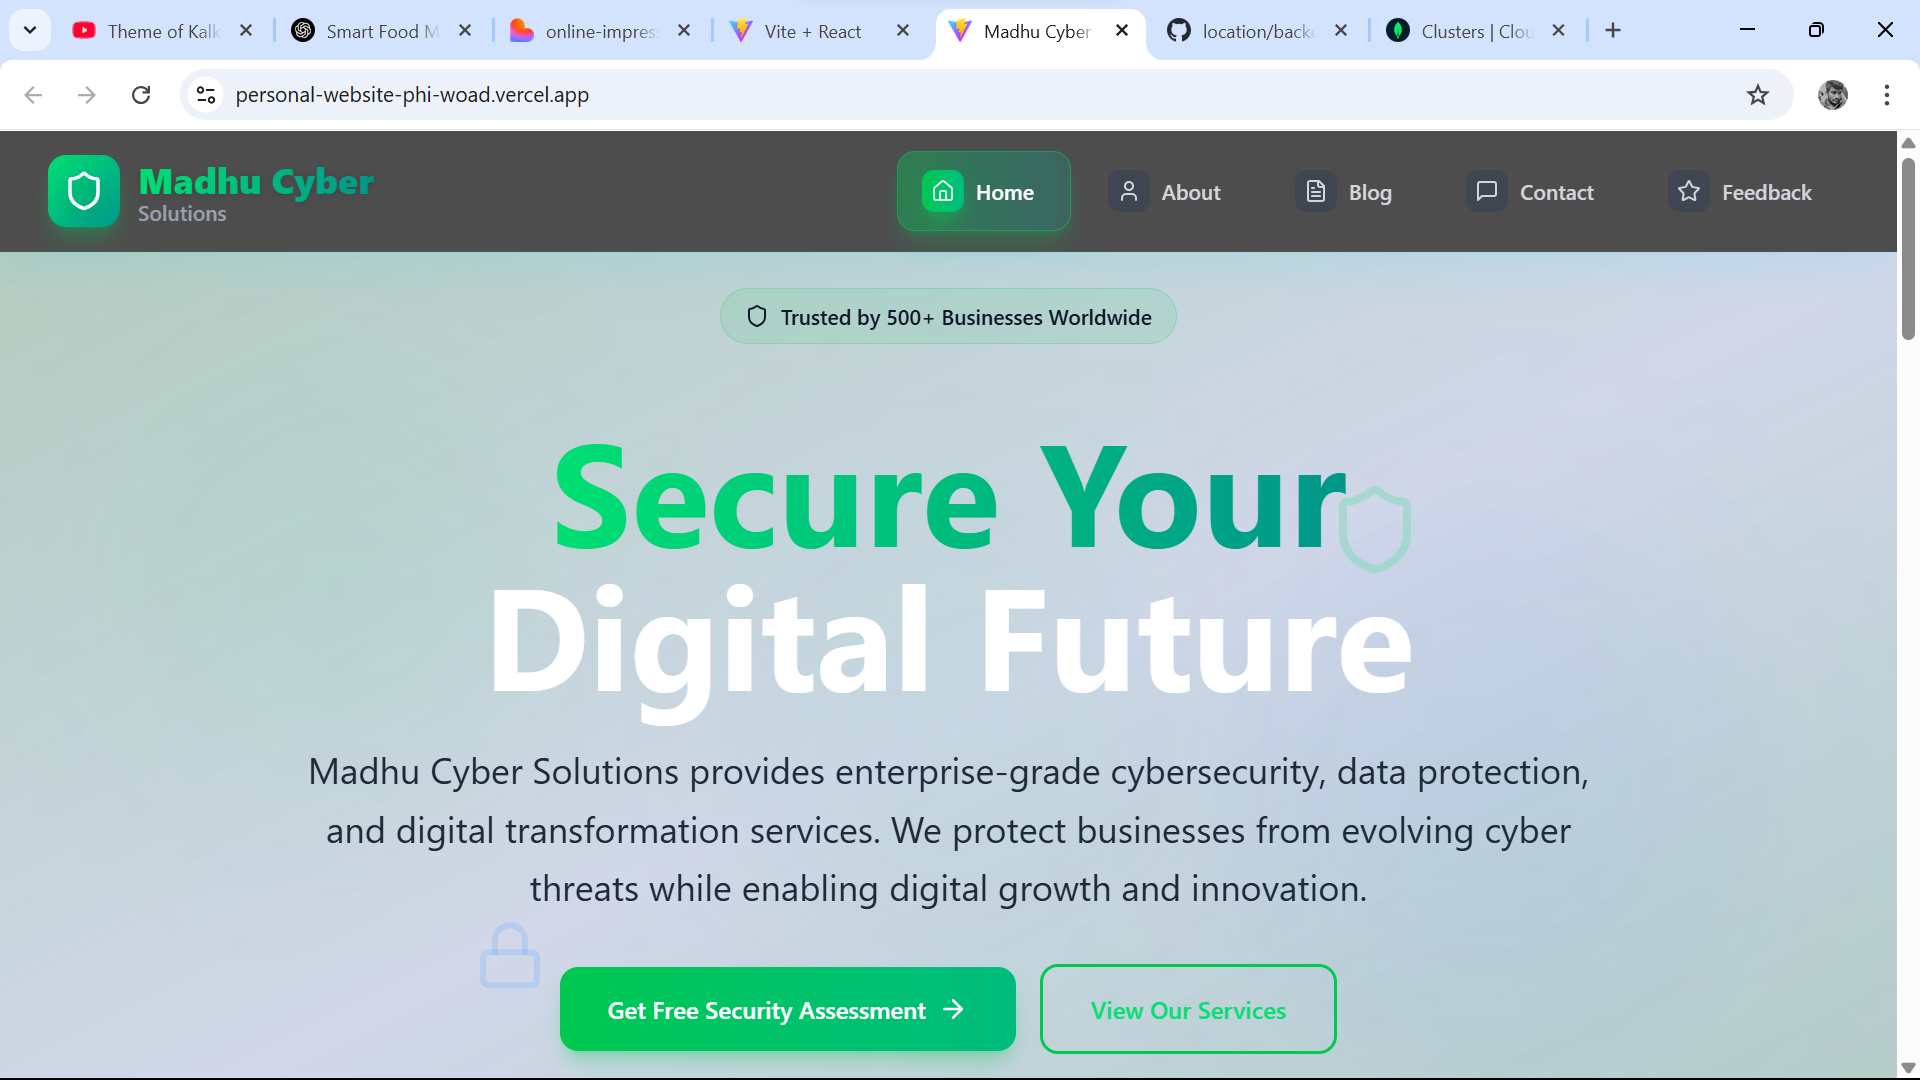 Theme of Kalk
Smart Food M
online-impres
Vite + React
Madhu Cyber
location/back
Clusters | Clou
personal-website-phi-woad.vercel.app
Madhu Cyber
Solutions
Home
About
Blog
Contact
Feedback
Trusted by 500+ Businesses Worldwide
Secure Your
Digital Future
Madhu Cyber Solutions provides enterprise-grade cybersecurity, data protection,
and digital transformation services. We protect businesses from evolving cyber
threats while enabling digital growth and innovation.
Get Free Security Assessment
View Our Services